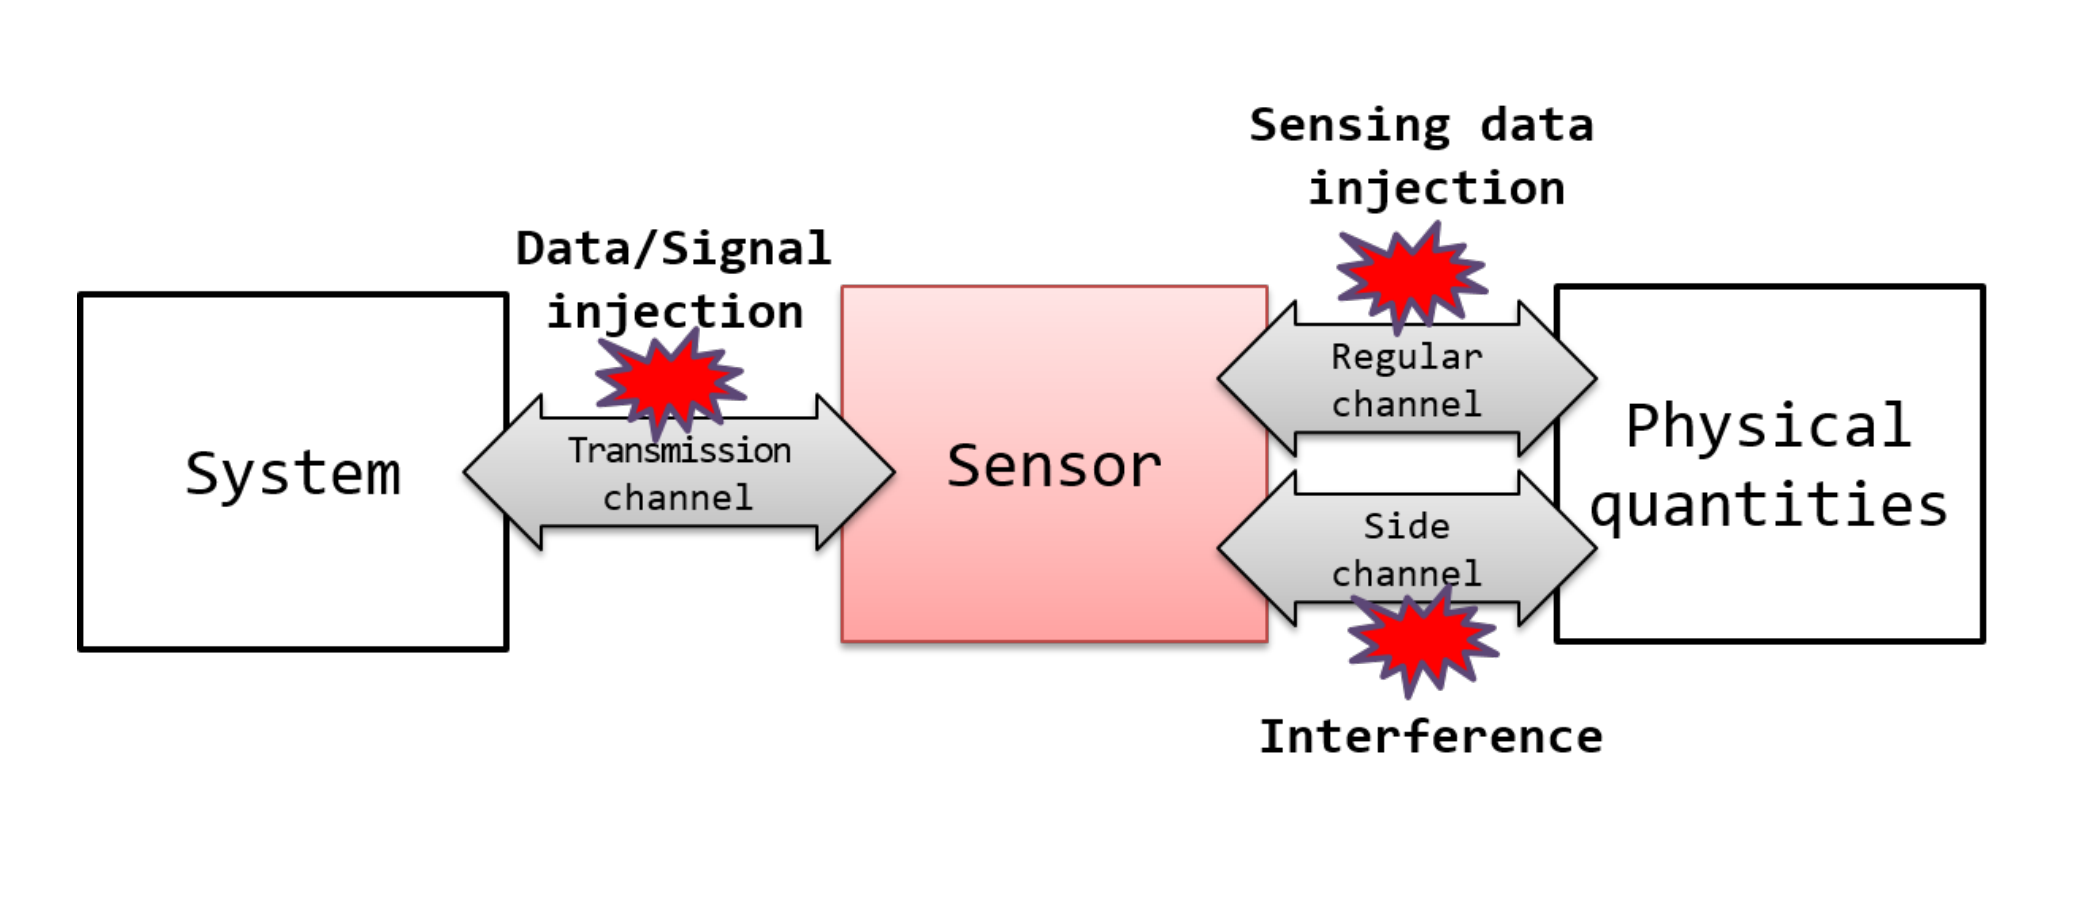 Sensing data
injection
Data/Signal
injection
System
Transmission
channel
Sensor
Regular
channel
Side
channel
Physical
quantities
Interference